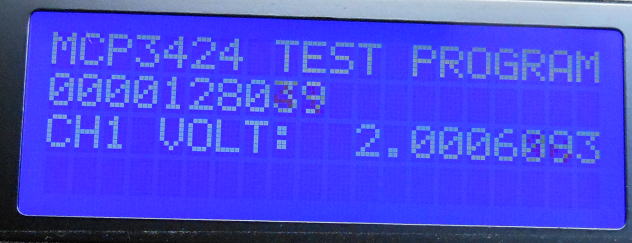 MCP3424 TEST PROGRAM
0000128039
CH1 VOLT: 2.0006093